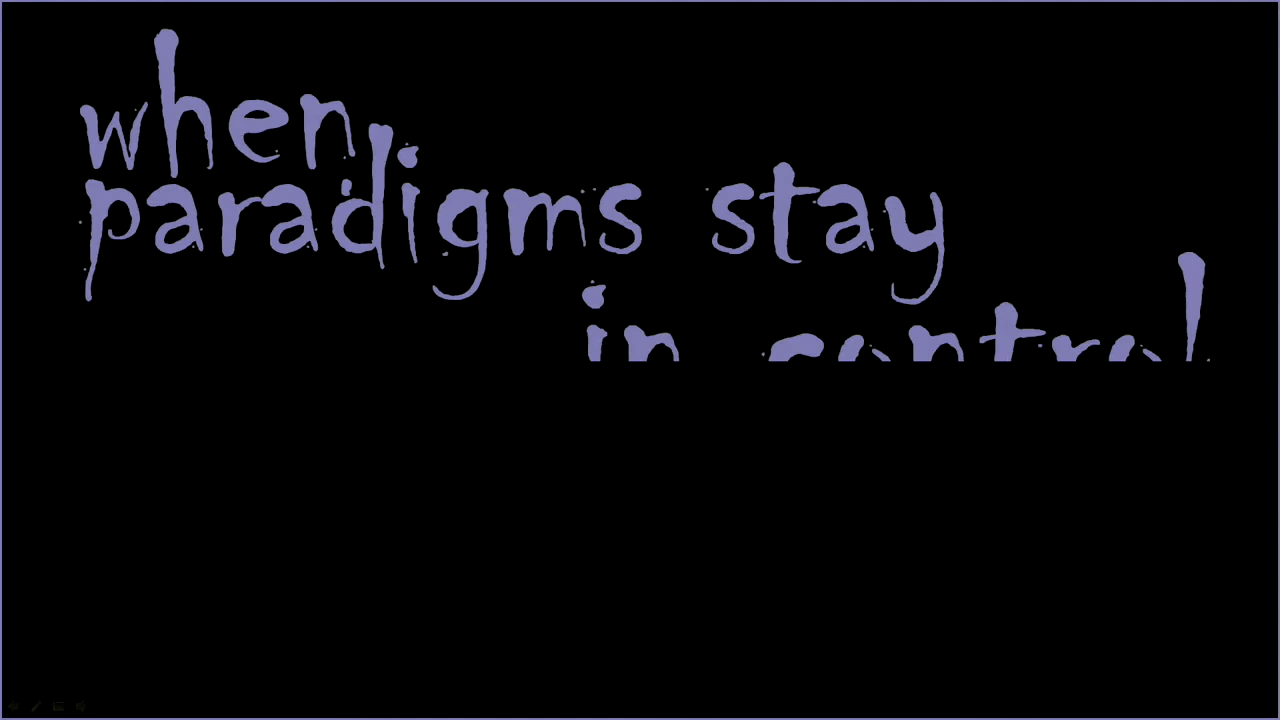 when
paradigms stay
in control